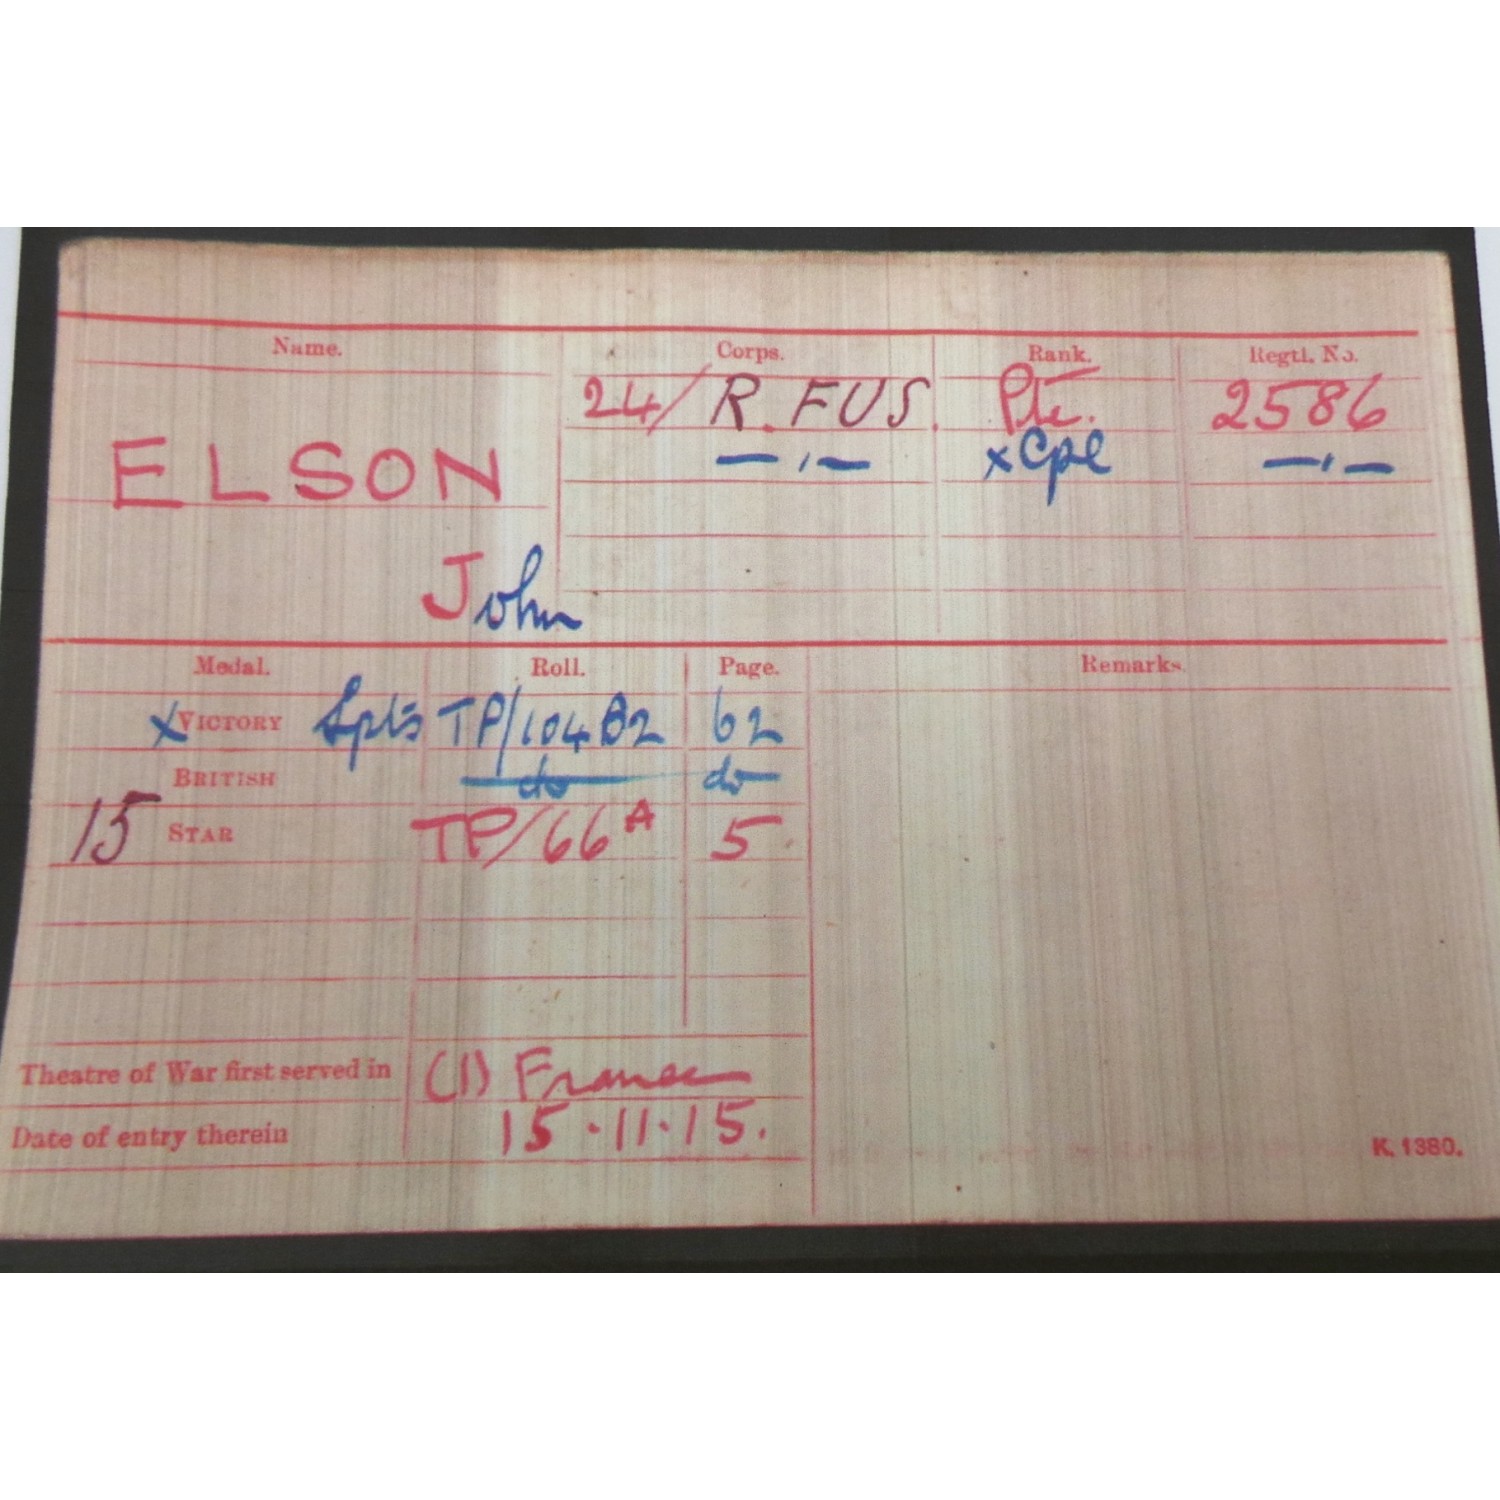 Name. Corps. Rank. Regtl. No.
24/ R. FUS. Pte. 2586
ELSON —,— xCpl —,—
John
Medal. Roll. Page. Remarks.
xVICTORY TP/104 B2 62
BRITISH do do
15 STAR TP/66A 5
Theatre of War first served in (1) France
Date of entry therein 15.11.15.
K. 1380.